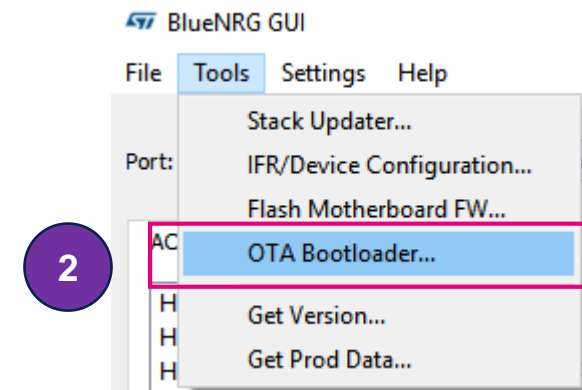 ST BlueNRG GUI
File Tools Settings Help
Stack Updater...
Port: IFR/Device Configuration...
Flash Motherboard FW...
AC OTA Bootloader...
2
H Get Version...
H
H Get Prod Data...